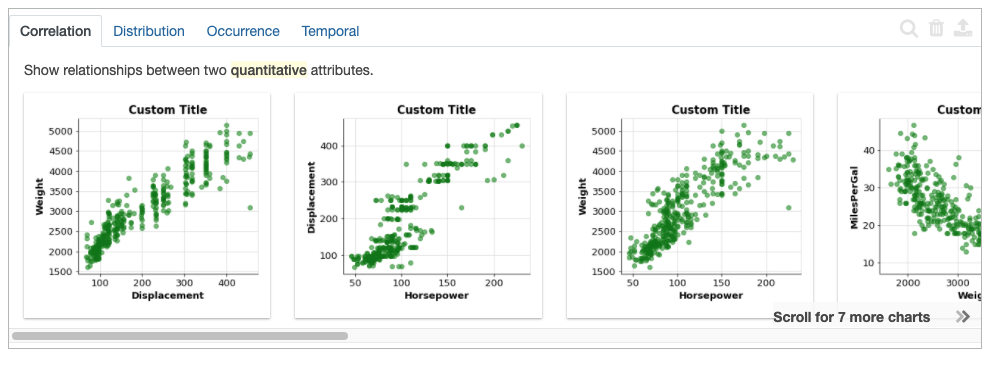 Correlation Distribution Occurrence Temporal
Show relationships between two quantitative attributes.
Custom Title
5000
4500
4000
3500
3000
2500
2000
1500
Weight
100 200 300 400
Displacement
Custom Title
400
300
200
100
Displacement
50 100 150 200
Horsepower
Custom Title
5000
4500
4000
3500
3000
2500
2000
1500
Weight
50 100 150 200
Horsepower
Custom
40
30
20
10
MilesPerGal
2000 3000
Weig
Scroll for 7 more charts